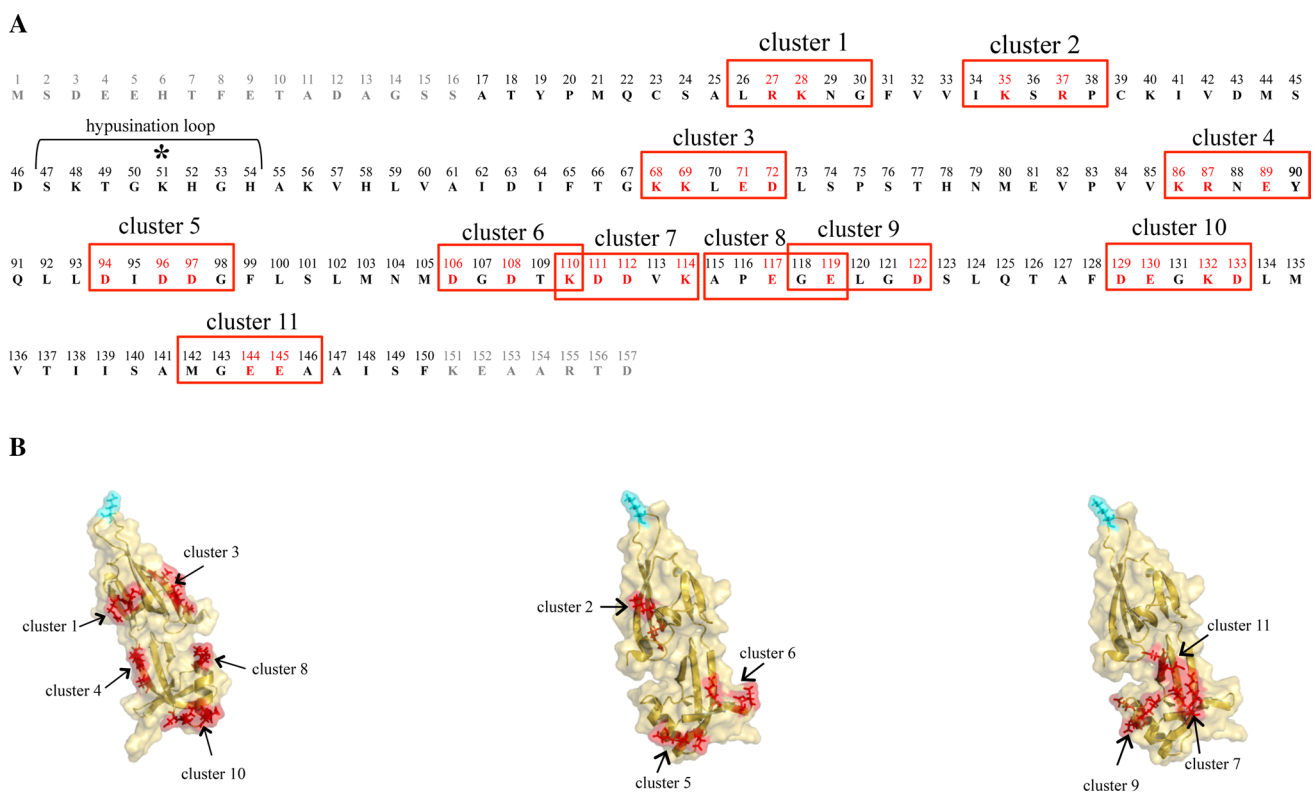 A
cluster 1 cluster 2
1 2 3 4 5 6 7 8 9 10 11 12 13 14 15 16 17 18 19 20 21 22 23 24 25 26 27 28 29 30 31 32 33 34 35 36 37 38 39 40 41 42 43 44 45
M S D E E H T F E T A D A G S S A T Y P M Q C S A L R K N G F V V I K S R P C K I V D M S
hypusination loop
* cluster 3 cluster 4
46 47 48 49 50 51 52 53 54 55 56 57 58 59 60 61 62 63 64 65 66 67 68 69 70 71 72 73 74 75 76 77 78 79 80 81 82 83 84 85 86 87 88 89 90
D S K T G K H G H A K V H L V A I D I F T G K K L E D L S P S T H N M E V P V V K R N E Y
cluster 5 cluster 6 cluster 7 cluster 8 cluster 9 cluster 10
91 92 93 94 95 96 97 98 99 100 101 102 103 104 105 106 107 108 109 110 111 112 113 114 115 116 117 118 119 120 121 122 123 124 125 126 127 128 129 130 131 132 133 134 135
Q L L D I D D G F L S L M N M D G D T K D D V K A P E G E L G D S L Q T A F D E G K D L M
cluster 11
136 137 138 139 140 141 142 143 144 145 146 147 148 149 150 151 152 153 154 155 156 157
V T I I S A M G E E A A I S F K E A A R T D
B
cluster 3
cluster 1
cluster 8
cluster 4
cluster 10
cluster 2
cluster 6
cluster 5
cluster 11
cluster 7
cluster 9